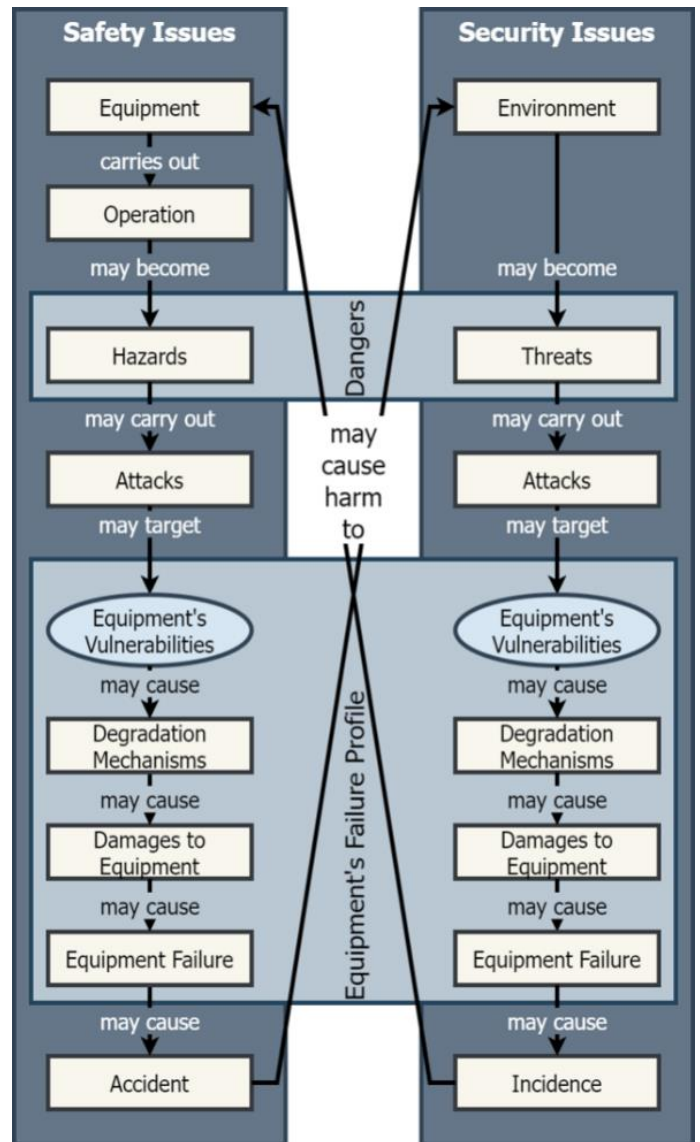 Safety Issues
Security Issues
Equipment
Environment
carries out
Operation
may become
may become
Dangers
Hazards
Threats
may carry out
may carry out
may
cause
harm
to
Attacks
Attacks
may target
may target
Equipment's
Vulnerabilities
Equipment's
Vulnerabilities
may cause
may cause
Equipment's Failure Profile
Degradation
Mechanisms
Degradation
Mechanisms
may cause
may cause
Damages to
Equipment
Damages to
Equipment
may cause
may cause
Equipment Failure
Equipment Failure
may cause
may cause
Accident
Incidence